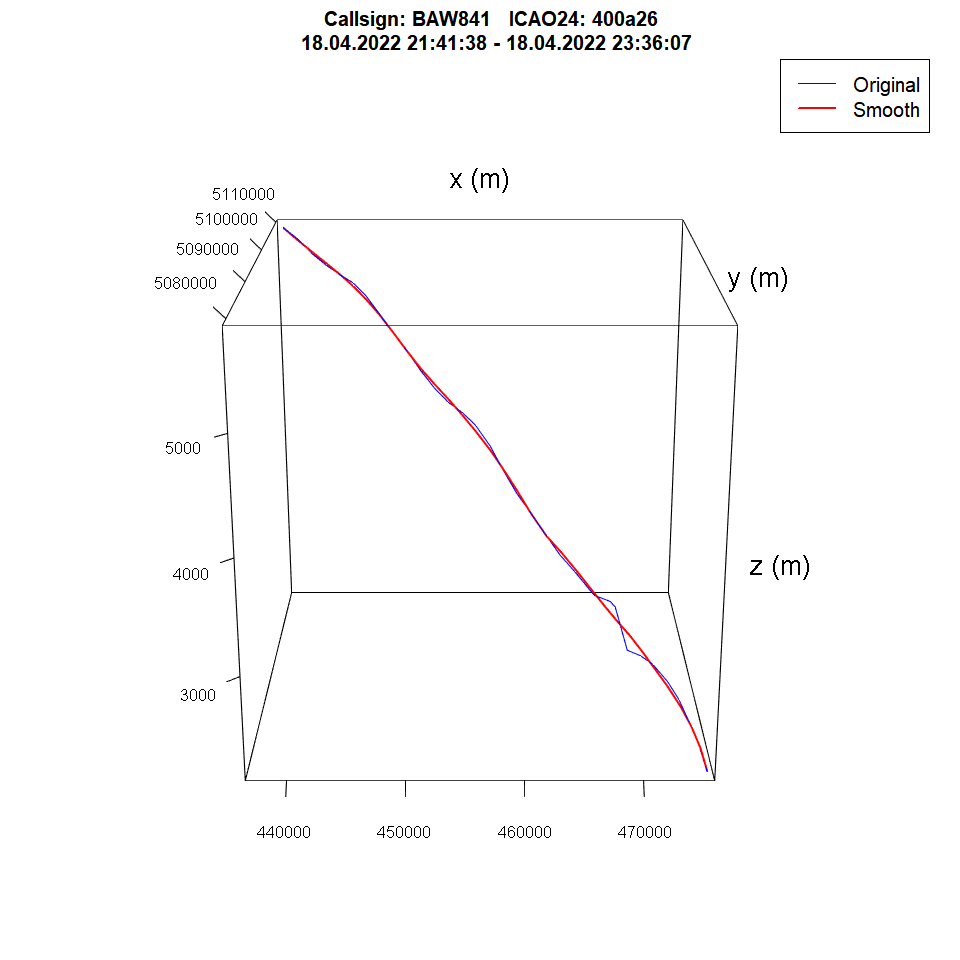 Callsign: BAW841   ICAO24: 400a26
18.04.2022 21:41:38 - 18.04.2022 23:36:07
Original
Smooth
x (m)
5110000
5100000
5090000
5080000
y (m)
5000
4000
z (m)
3000
440000 450000 460000 470000